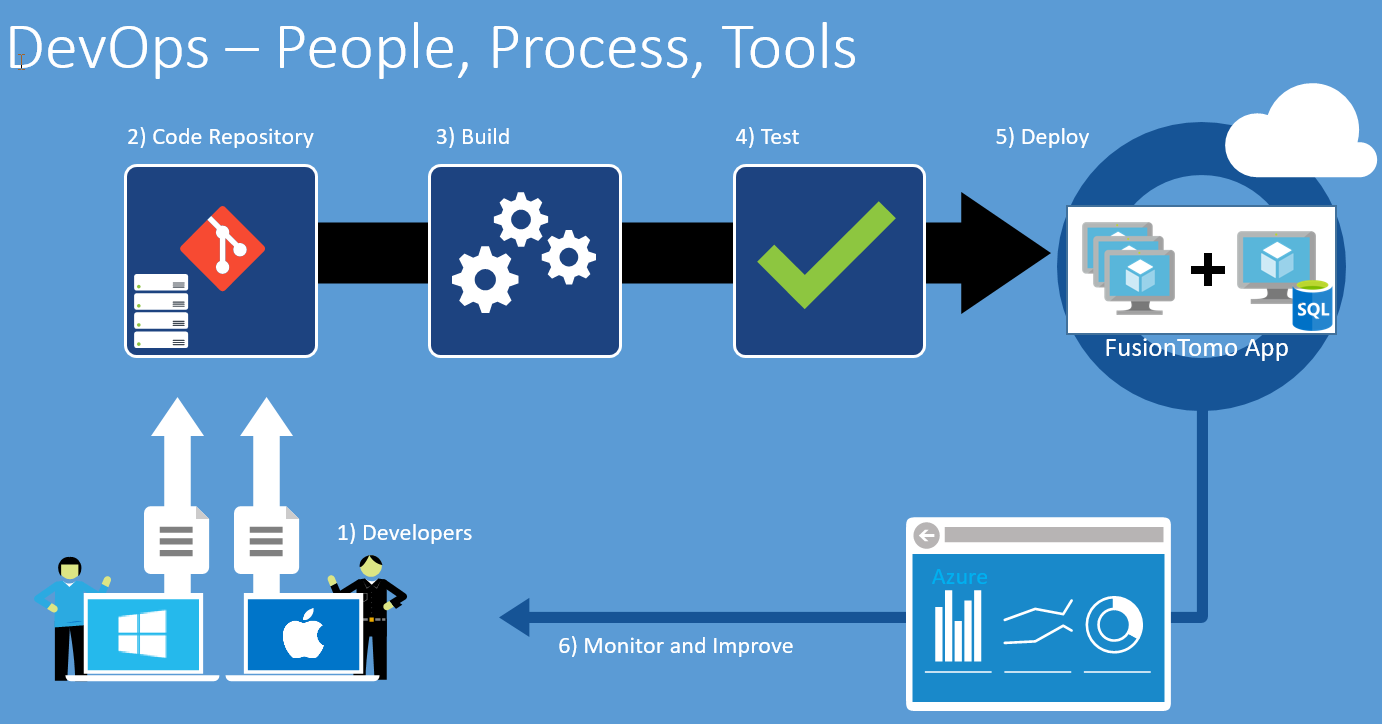 DevOps – People, Process, Tools
2) Code Repository
3) Build
4) Test
5) Deploy
SQL
FusionTomo App
1) Developers
Azure
6) Monitor and Improve